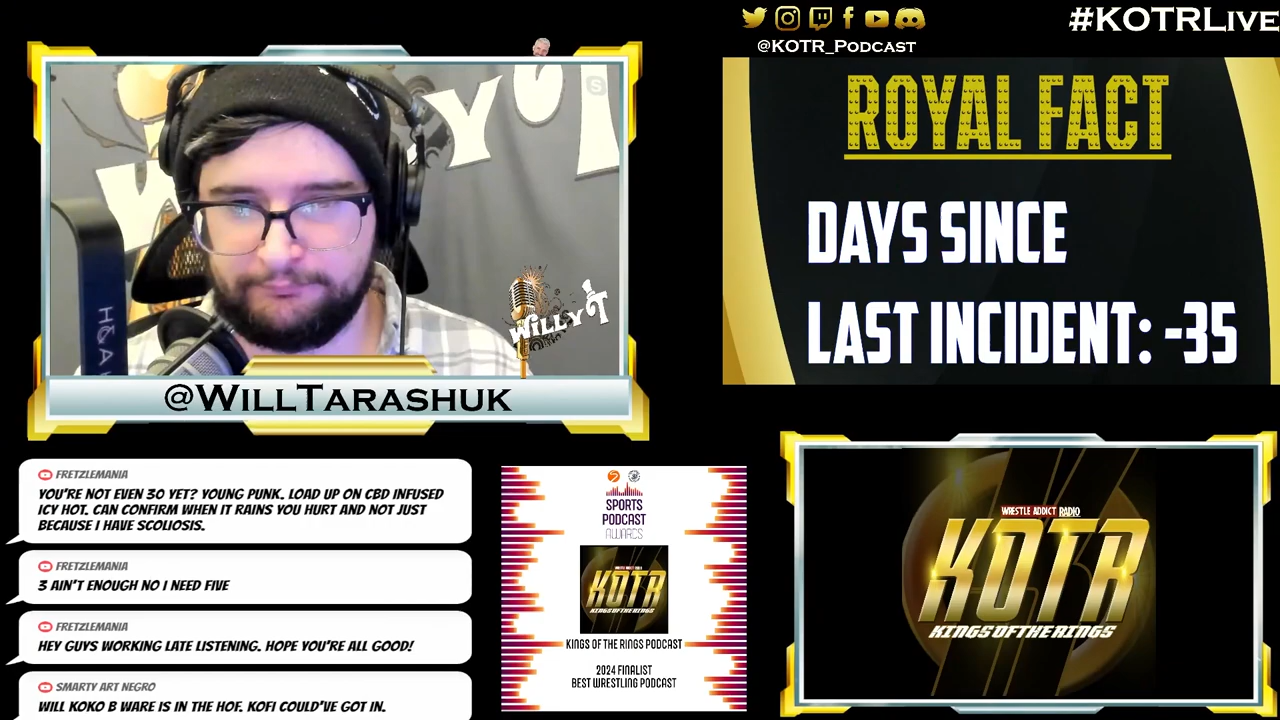 @KOTR_PODCAST
#KOTRLIVE
ROYAL FACT
DAYS SINCE
LAST INCIDENT: -35
Y T
WILLY T
@WILLTARASHUK
FRETZLEMANIA
YOU'RE NOT EVEN 30 YET? YOUNG PUNK. LOAD UP ON CBD INFUSED
ICY HOT. CAN CONFIRM WHEN IT RAINS YOU HURT AND NOT JUST
BECAUSE I HAVE SCOLIOSIS.
FRETZLEMANIA
3 AIN'T ENOUGH NO I NEED FIVE
FRETZLEMANIA
HEY GUYS WORKING LATE LISTENING. HOPE YOU'RE ALL GOOD!
SMARTY ART NEGRO
WILL KOKO B WARE IS IN THE HOF. KOFI COULD'VE GOT IN.
SPORTS
PODCAST
AWARDS
KOTR
KINGS OF THE RINGS
KINGS OF THE RINGS PODCAST
2024 FINALIST
BEST WRESTLING PODCAST
WRESTLE ADDICT RADIO
KOTR
KINGS OF THE RINGS